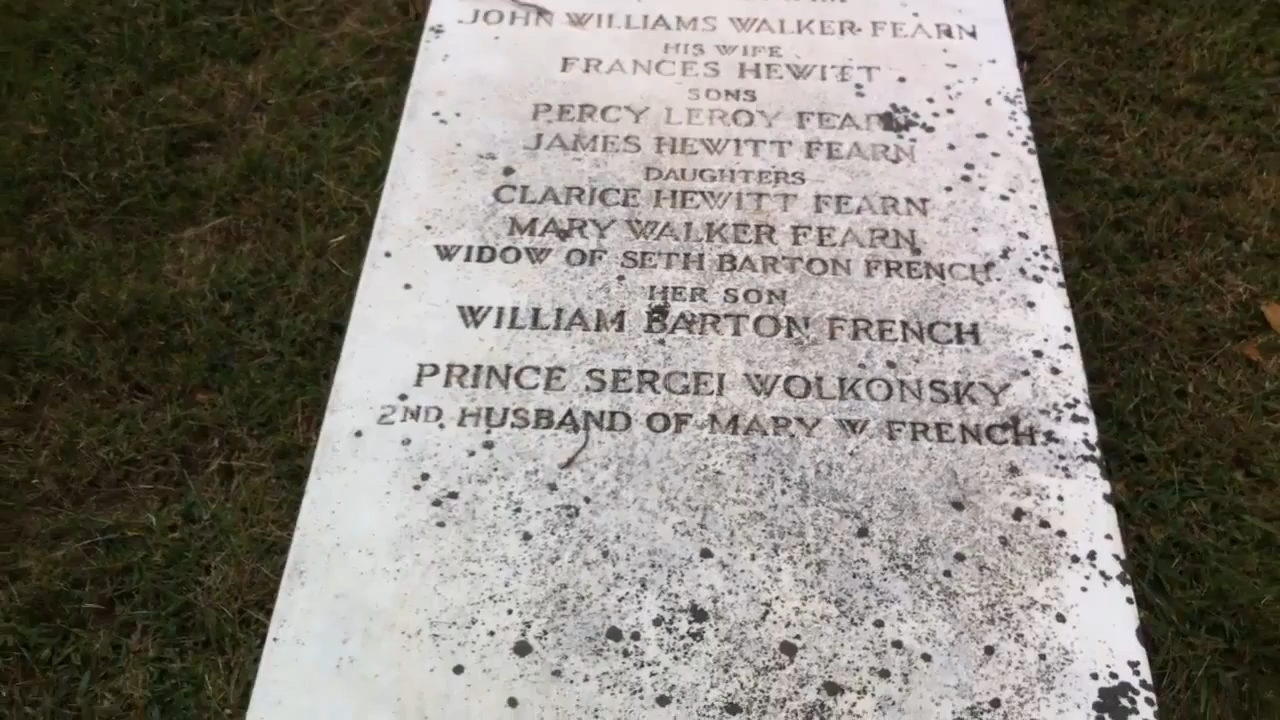 JOHN WILLIAMS WALKER FEARN
HIS WIFE
FRANCES HEWITT
SONS
PERCY LEROY FEARN
JAMES HEWITT FEARN
DAUGHTERS
CLARICE HEWITT FEARN
MARY WALKER FEARN
WIDOW OF SETH BARTON FRENCH
HER SON
WILLIAM BARTON FRENCH
PRINCE SERGEI WOLKONSKY
2ND. HUSBAND OF MARY W FRENCH